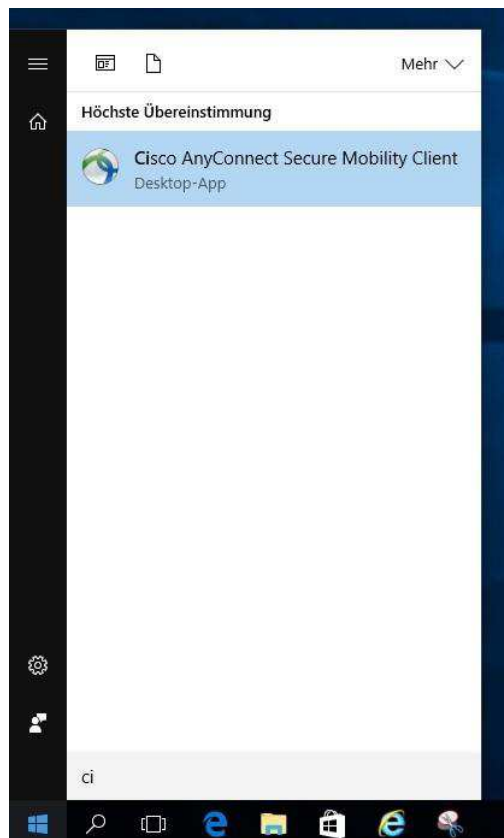 Mehr
Höchste Übereinstimmung
Cisco AnyConnect Secure Mobility Client
Desktop-App
ci